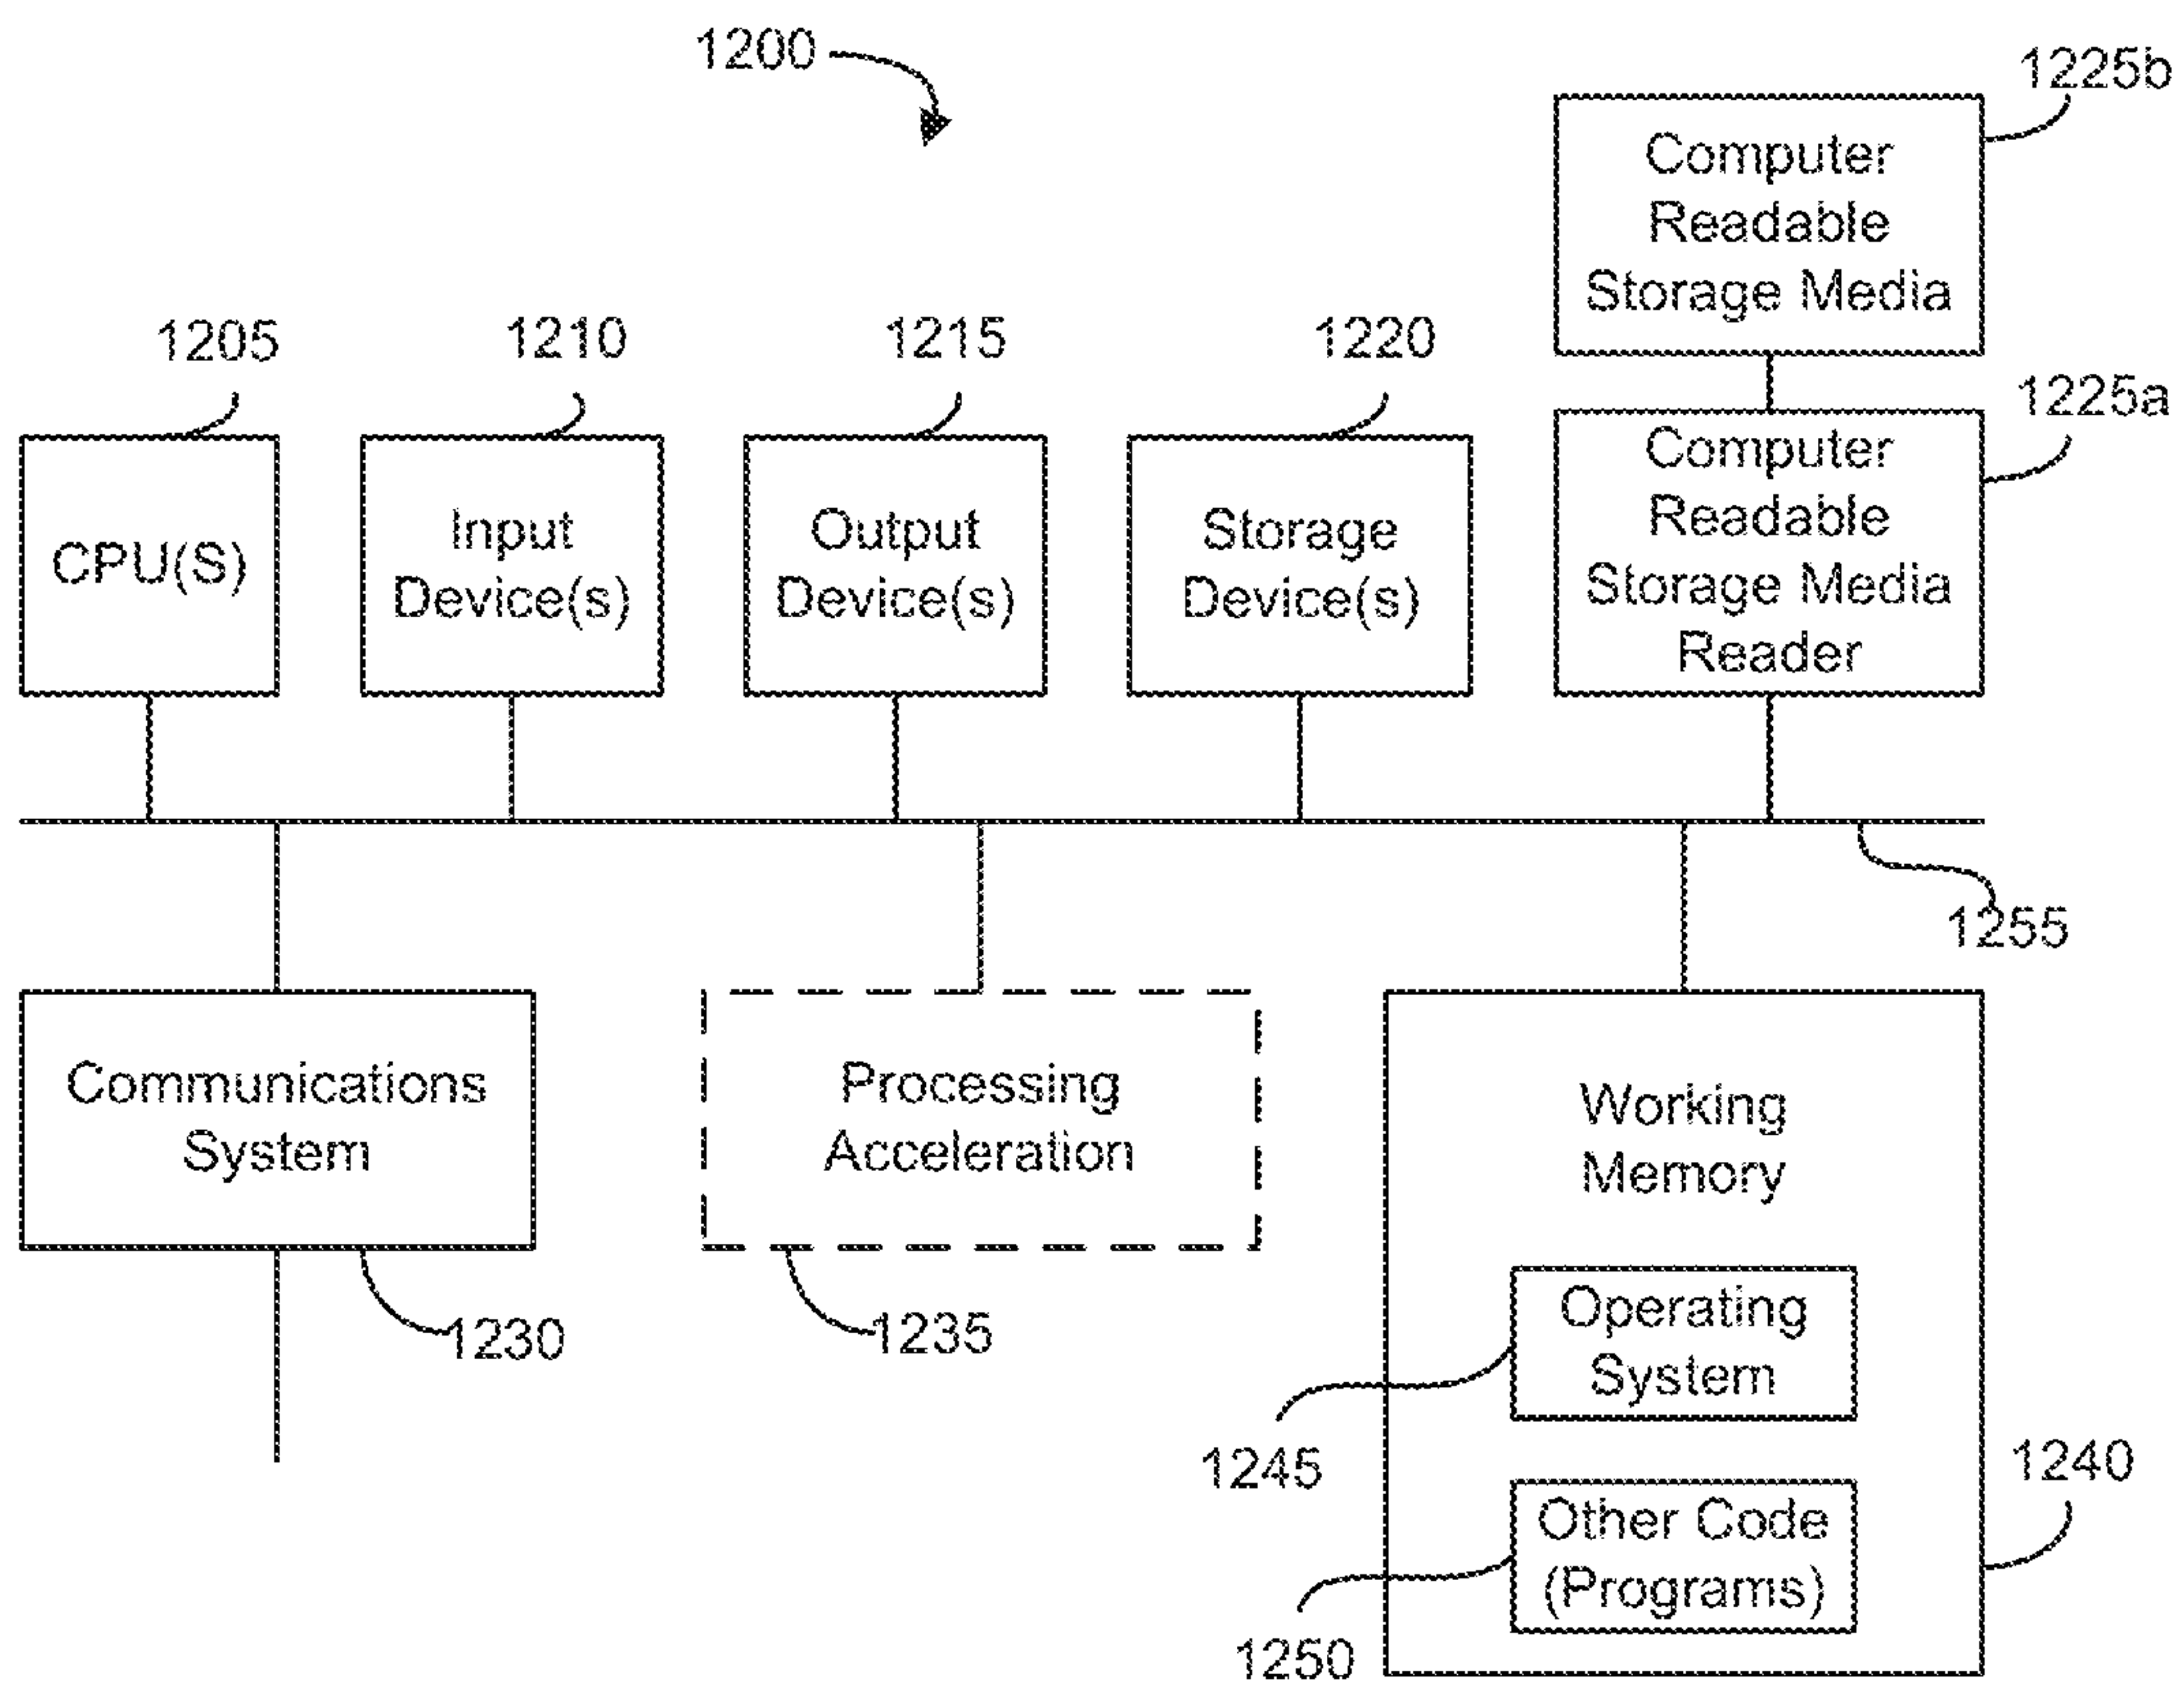 1200
1225b
Computer
Readable
Storage Media
1205
1210
1215
1220
1225a
CPU(S)
Input
Device(s)
Output
Device(s)
Storage
Device(s)
Computer
Readable
Storage Media
Reader
1255
Communications
System
Processing
Acceleration
Working
Memory
1230
1235
Operating
System
1245
1240
Other Code
(Programs)
1250